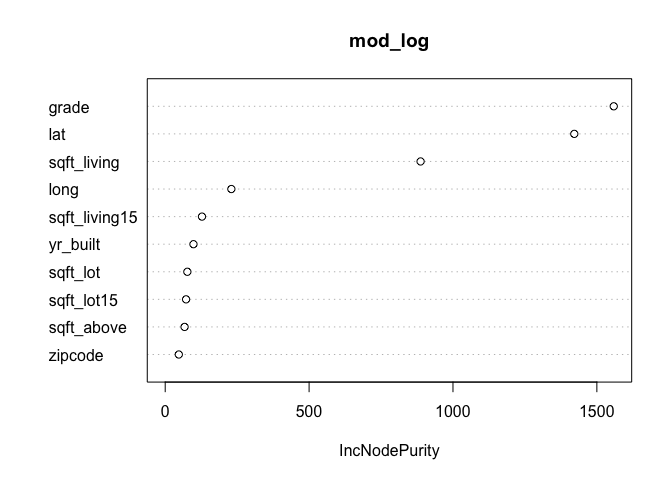 mod_log
grade
lat
sqft_living
long
sqft_living15
yr_built
sqft_lot
sqft_lot15
sqft_above
zipcode
0 500 1000 1500
IncNodePurity